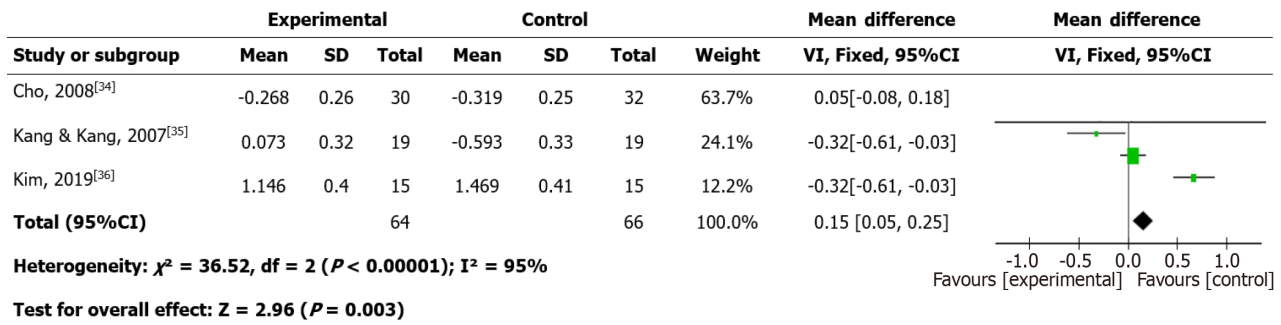 Experimental Control Mean difference Mean difference
Study or subgroup Mean SD Total Mean SD Total Weight VI, Fixed, 95%CI VI, Fixed, 95%CI
Cho, 2008[34] -0.268 0.26 30 -0.319 0.25 32 63.7% 0.05[-0.08, 0.18]
Kang & Kang, 2007[35] 0.073 0.32 19 -0.593 0.33 19 24.1% -0.32[-0.61, -0.03]
Kim, 2019[36] 1.146 0.4 15 1.469 0.41 15 12.2% -0.32[-0.61, -0.03]
Total (95%CI) 64 66 100.0% 0.15 [0.05, 0.25]
Heterogeneity: χ² = 36.52, df = 2 (P < 0.00001); I² = 95%
-1.0 -0.5 0.0 0.5 1.0
Favours [experimental] Favours [control]
Test for overall effect: Z = 2.96 (P = 0.003)